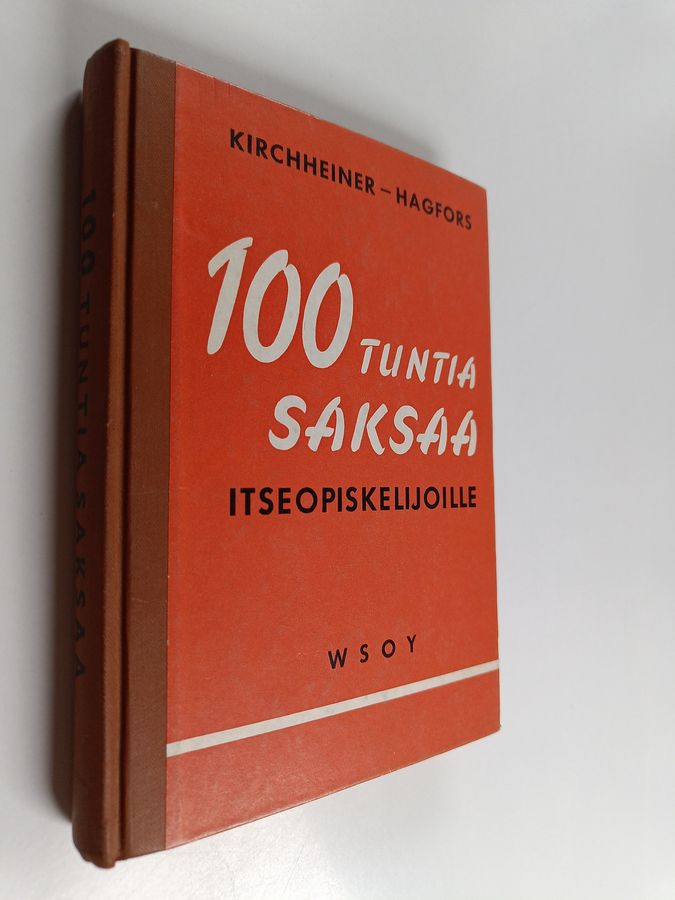 KIRCHHEINER – HAGFORS
100 TUNTIA
SAKSAA
ITSEOPISKELIJOILLE
WSOY
100 TUNTIA SAKSAA